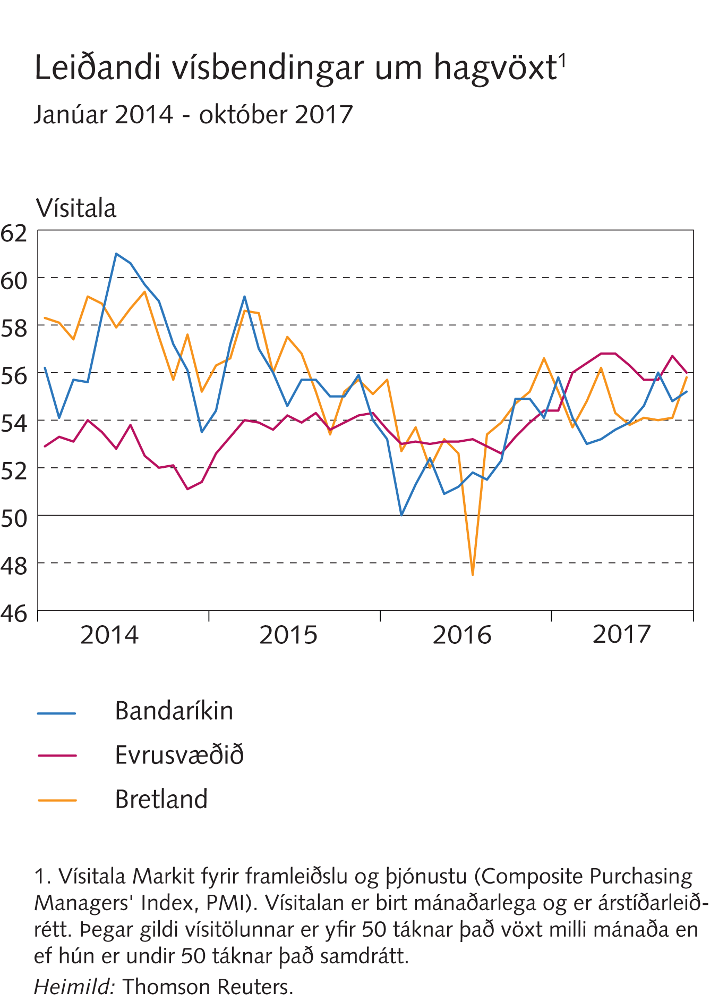 Leiðandi vísbendingar um hagvöxt¹
Janúar 2014 - október 2017
Vísitala
62
60
58
56
54
52
50
48
46
2014 2015 2016 2017
Bandaríkin
Evrusvæðið
Bretland
1. Vísitala Markit fyrir framleiðslu og þjónustu (Composite Purchasing
Managers' Index, PMI). Vísitalan er birt mánaðarlega og er árstíðarleið-
rétt. Þegar gildi vísitölunnar er yfir 50 táknar það vöxt milli mánaða en
ef hún er undir 50 táknar það samdrátt.
Heimild: Thomson Reuters.